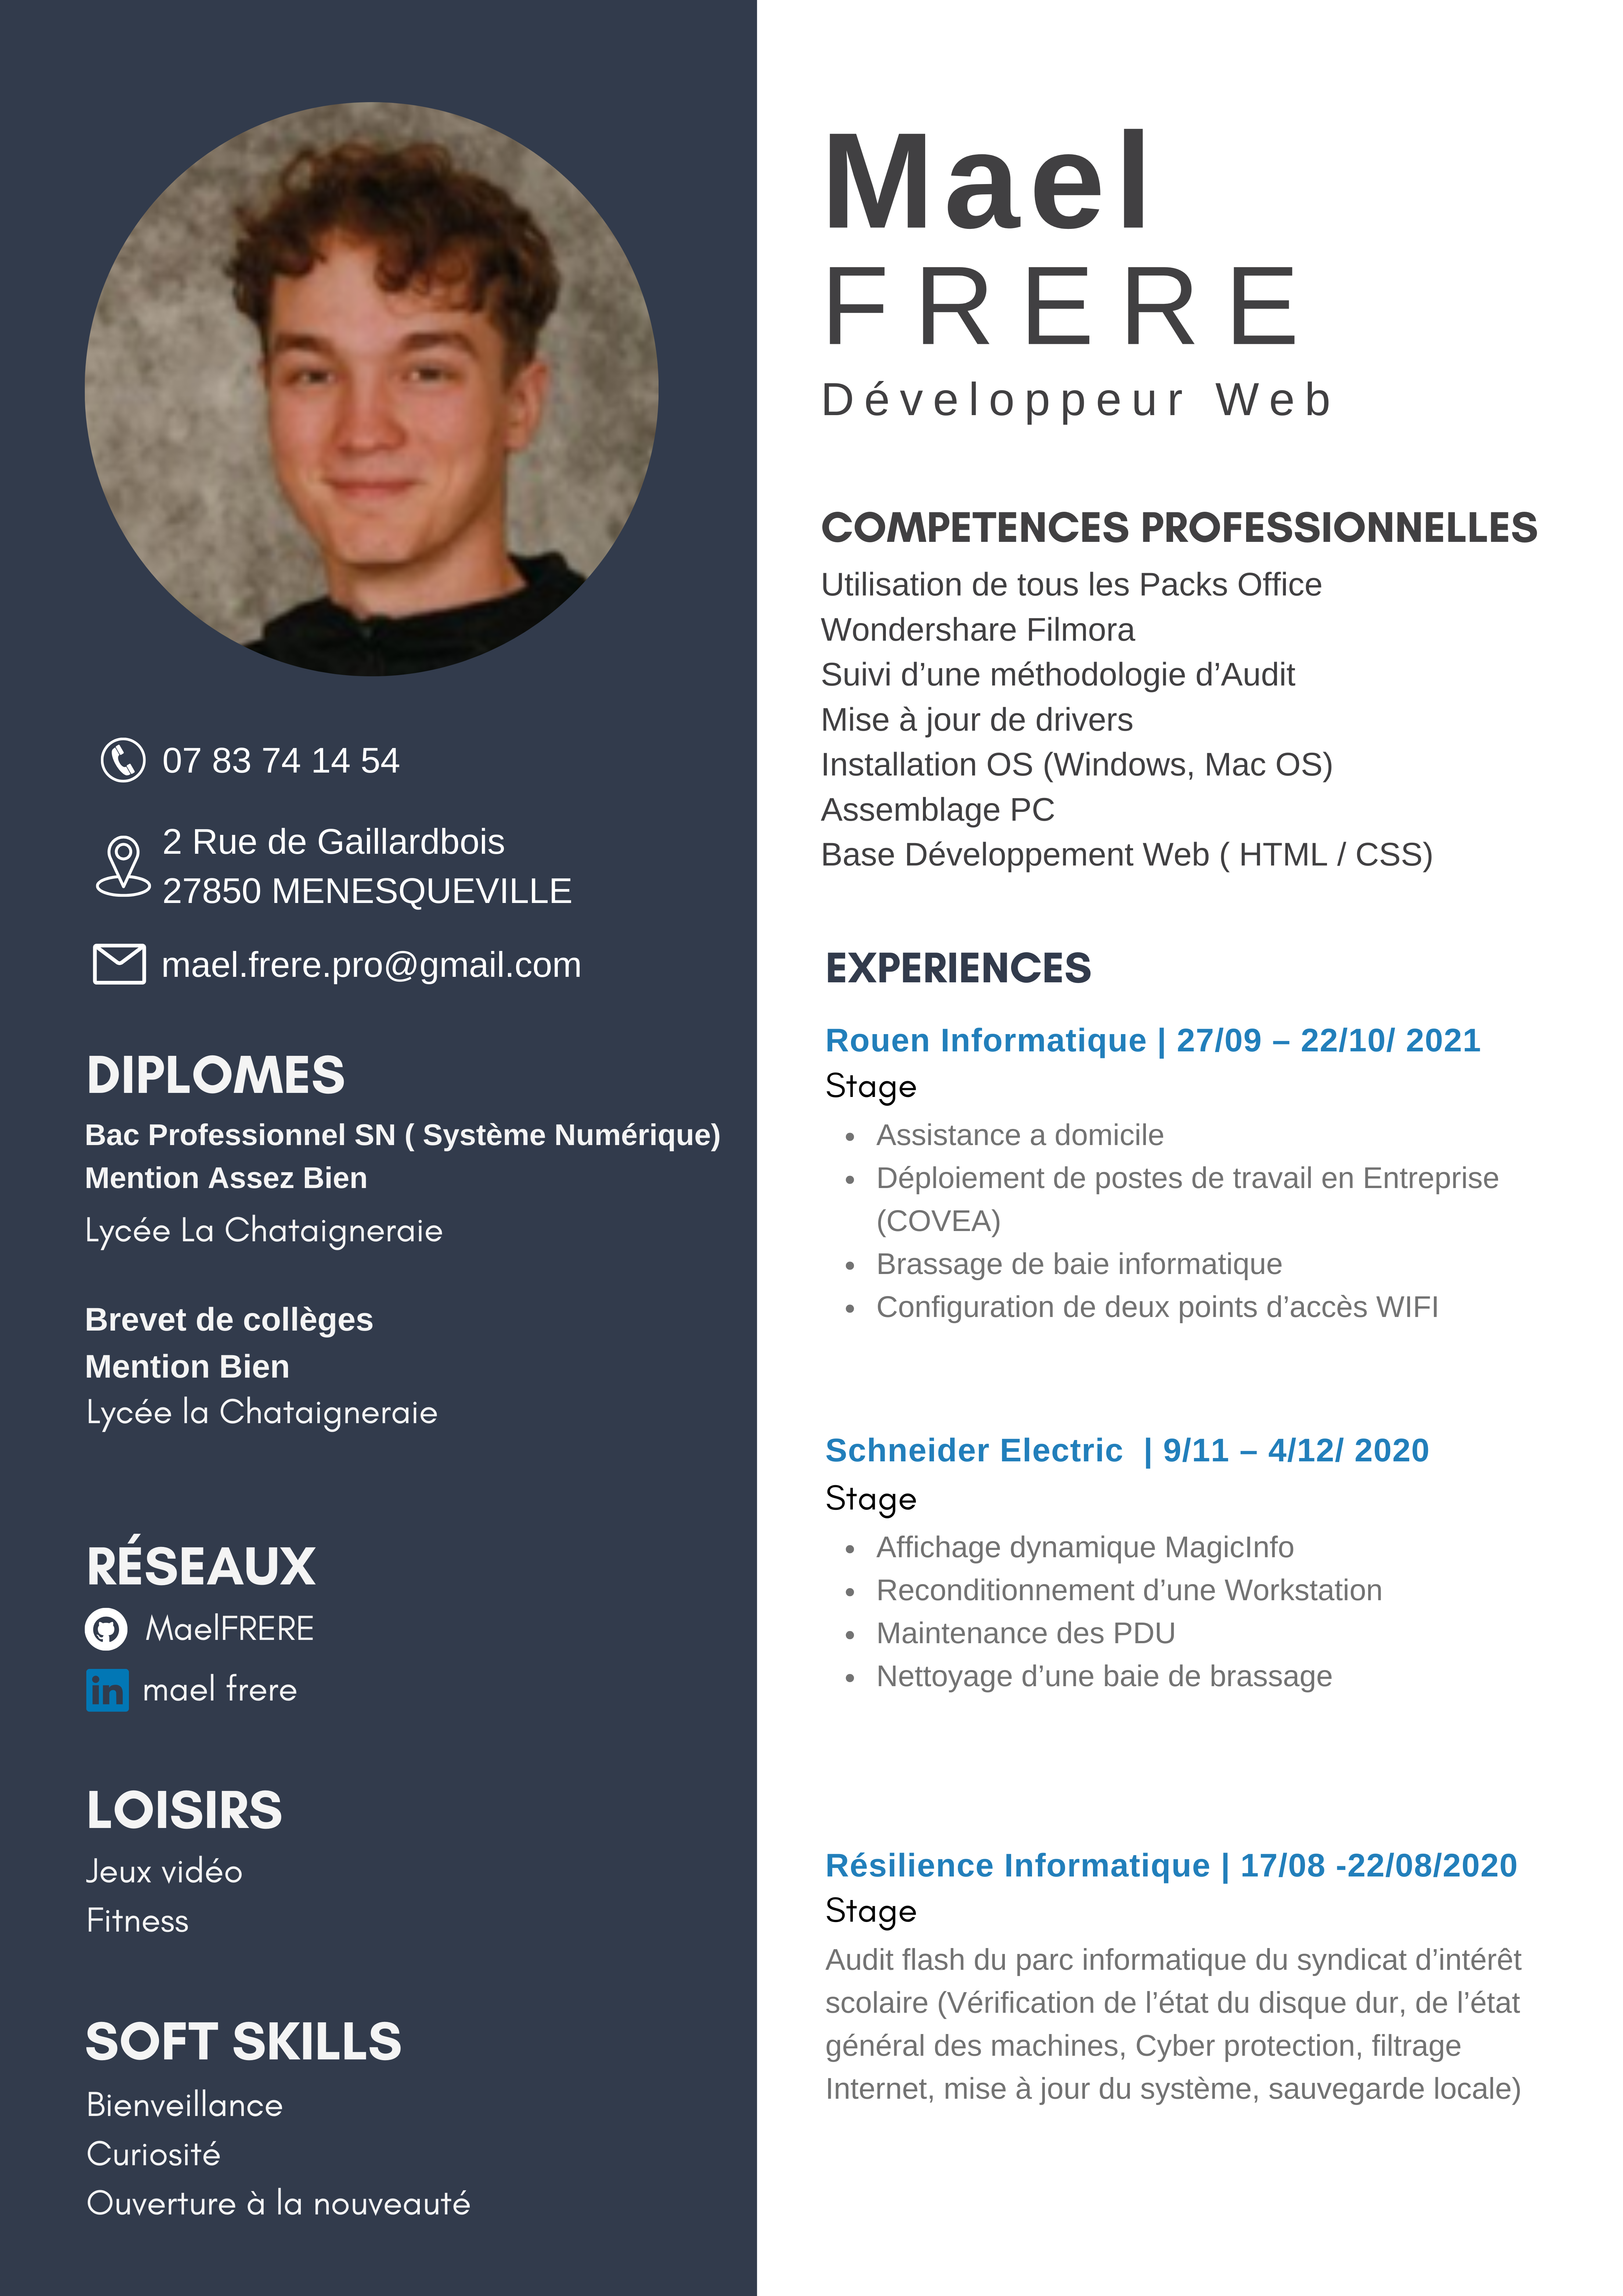 Mael
FRERE
Développeur Web
07 83 74 14 54
2 Rue de Gaillardbois
27850 MENESQUEVILLE
mael.frere.pro@gmail.com
DIPLOMES
Bac Professionnel SN ( Système Numérique)
Mention Assez Bien
Lycée La Chataigneraie
Brevet de collèges
Mention Bien
Lycée la Chataigneraie
RÉSEAUX
MaelFRERE
in mael frere
LOISIRS
Jeux vidéo
Fitness
SOFT SKILLS
Bienveillance
Curiosité
Ouverture à la nouveauté
COMPETENCES PROFESSIONNELLES
Utilisation de tous les Packs Office
Wondershare Filmora
Suivi d’une méthodologie d’Audit
Mise à jour de drivers
Installation OS (Windows, Mac OS)
Assemblage PC
Base Développement Web ( HTML / CSS)
EXPERIENCES
Rouen Informatique | 27/09 – 22/10/ 2021
Stage
• Assistance a domicile
• Déploiement de postes de travail en Entreprise
(COVEA)
• Brassage de baie informatique
• Configuration de deux points d’accès WIFI
Schneider Electric | 9/11 – 4/12/ 2020
Stage
• Affichage dynamique MagicInfo
• Reconditionnement d’une Workstation
• Maintenance des PDU
• Nettoyage d’une baie de brassage
Résilience Informatique | 17/08 -22/08/2020
Stage
Audit flash du parc informatique du syndicat d’intérêt
scolaire (Vérification de l’état du disque dur, de l’état
général des machines, Cyber protection, filtrage
Internet, mise à jour du système, sauvegarde locale)